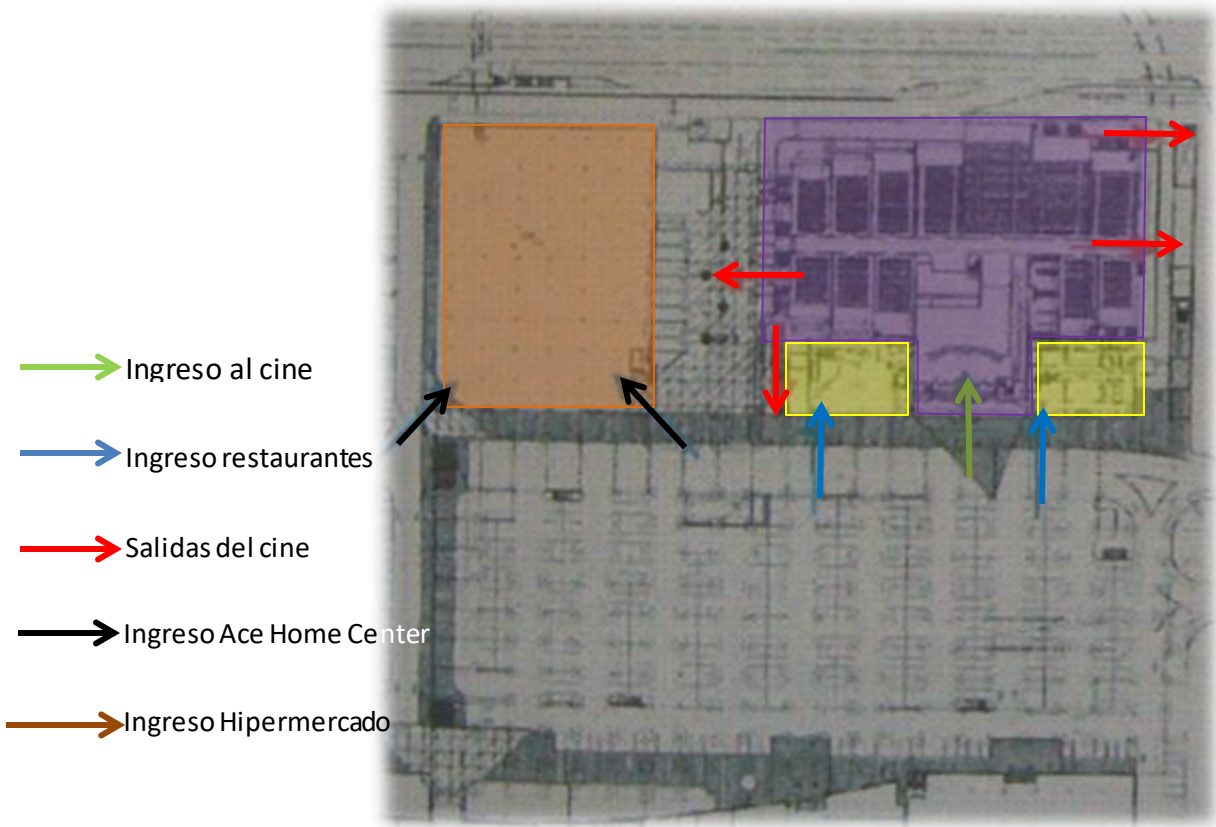 Ingreso al cine
Ingreso restaurantes
Salidas del cine
Ingreso Ace Home Center
Ingreso Hipermercado